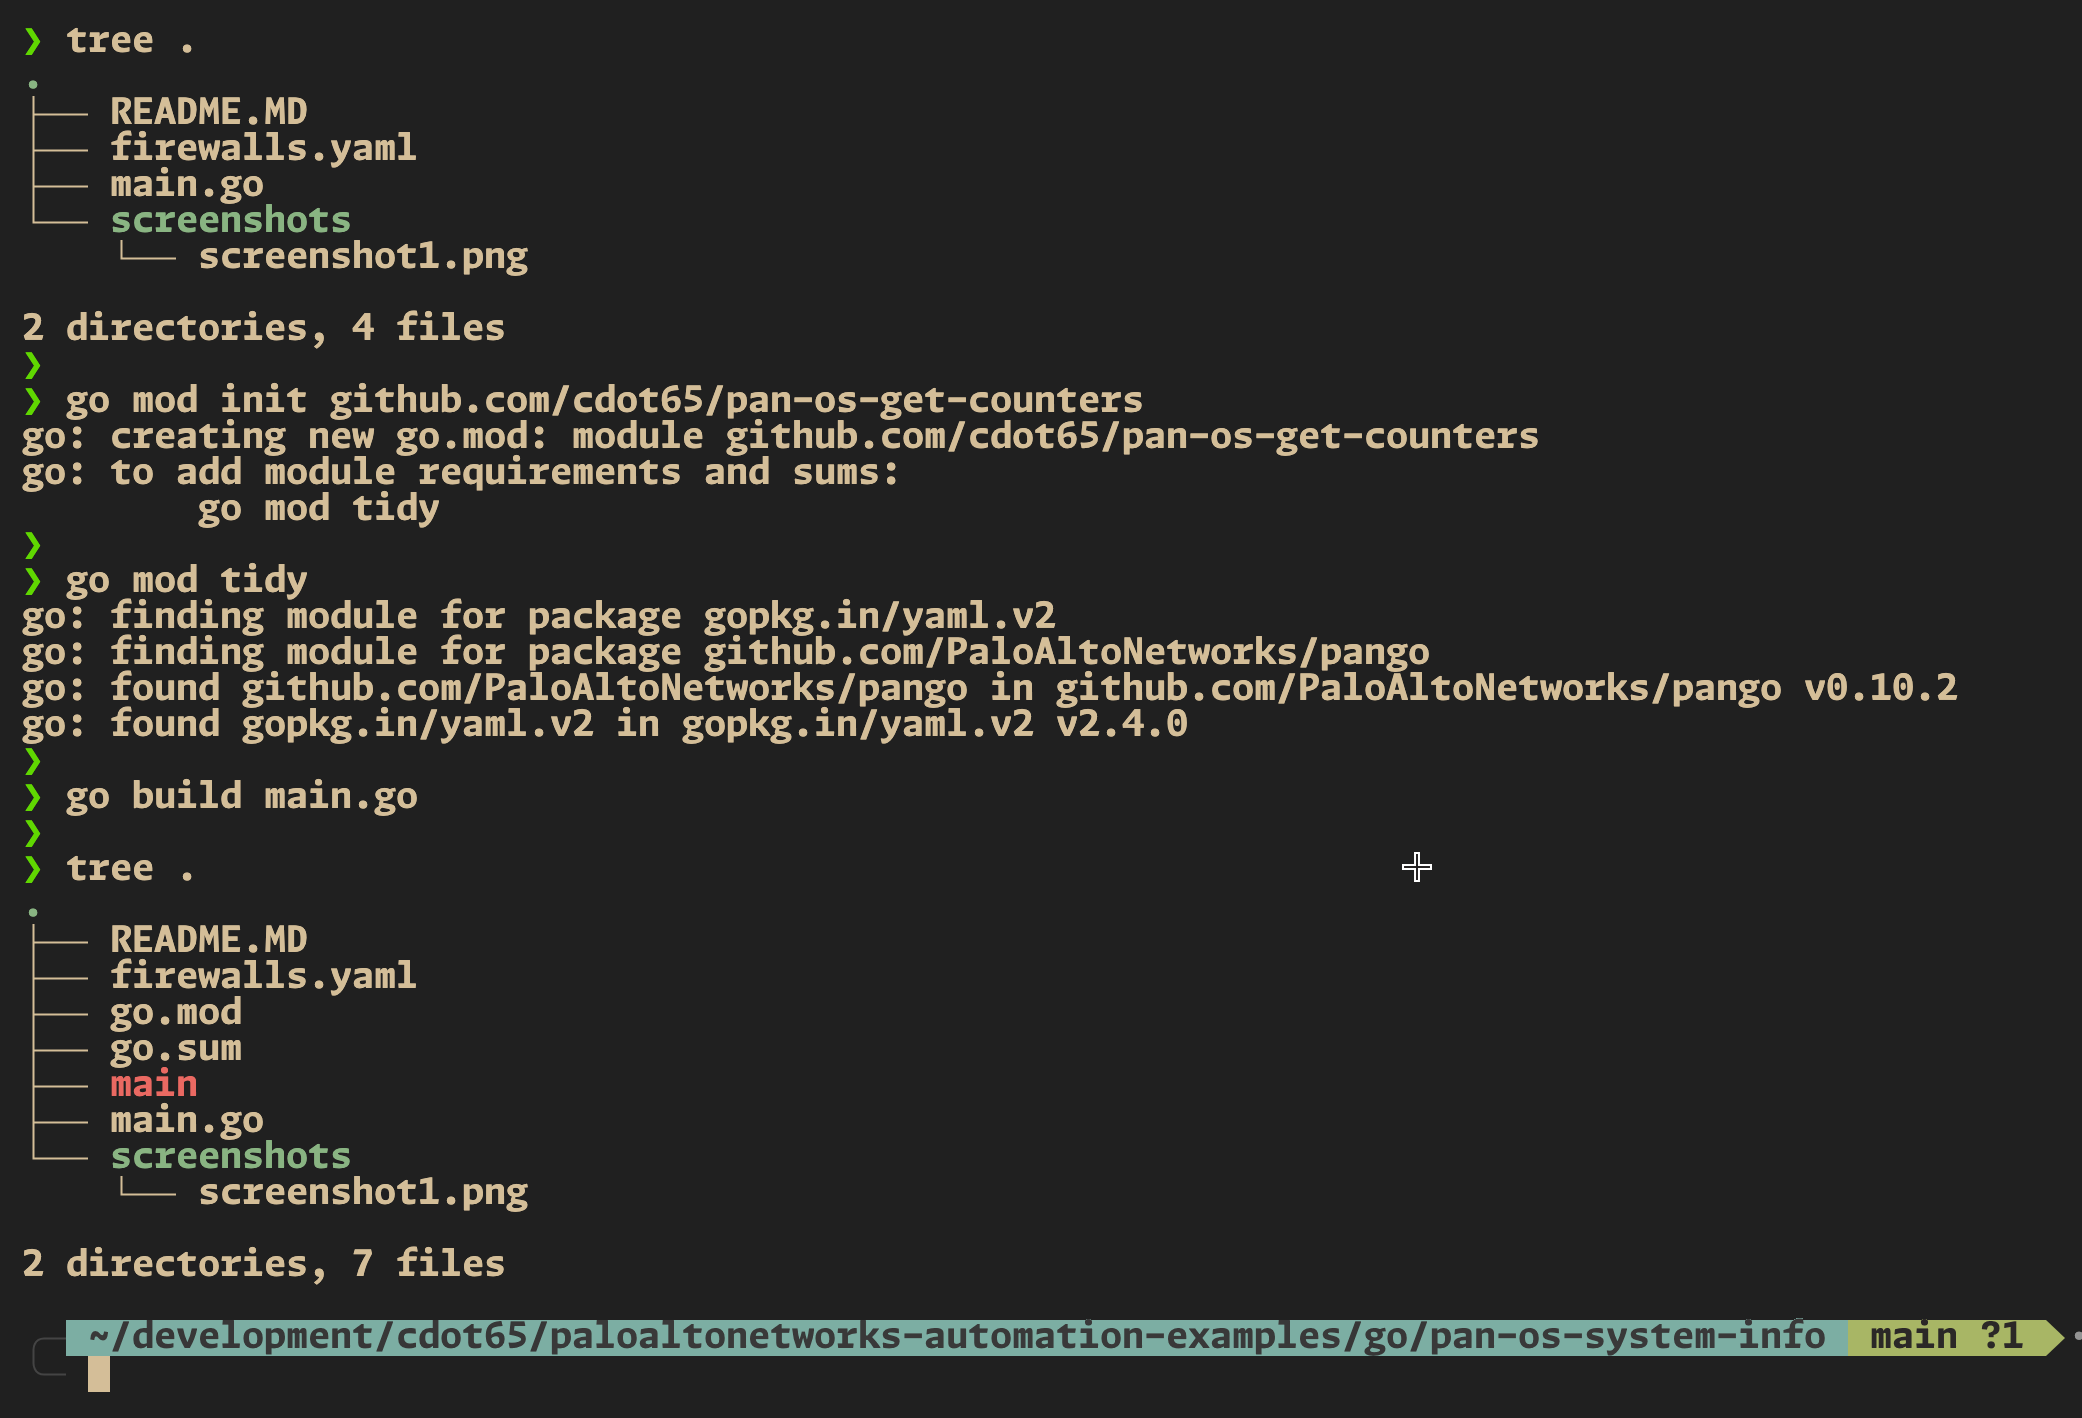 ❯ tree .
.
├── README.MD
├── firewalls.yaml
├── main.go
└── screenshots
    └── screenshot1.png

2 directories, 4 files
❯
❯ go mod init github.com/cdot65/pan-os-get-counters
go: creating new go.mod: module github.com/cdot65/pan-os-get-counters
go: to add module requirements and sums:
        go mod tidy
❯
❯ go mod tidy
go: finding module for package gopkg.in/yaml.v2
go: finding module for package github.com/PaloAltoNetworks/pango
go: found github.com/PaloAltoNetworks/pango in github.com/PaloAltoNetworks/pango v0.10.2
go: found gopkg.in/yaml.v2 in gopkg.in/yaml.v2 v2.4.0
❯
❯ go build main.go
❯
❯ tree .
.
├── README.MD
├── firewalls.yaml
├── go.mod
├── go.sum
├── main
├── main.go
└── screenshots
    └── screenshot1.png

2 directories, 7 files

~/development/cdot65/paloaltonetworks-automation-examples/go/pan-os-system-info main ?1